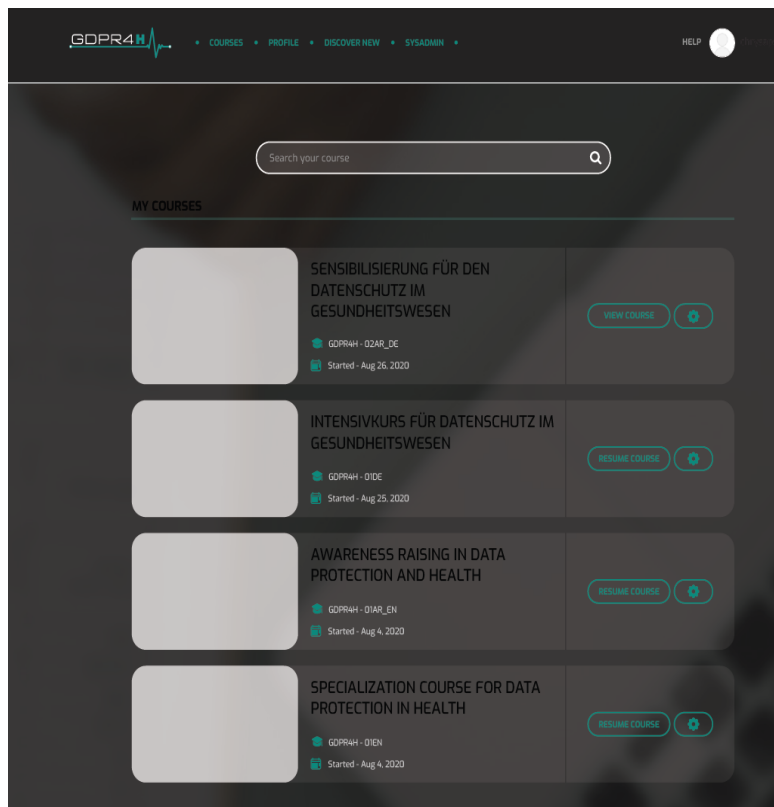 GDPR4H
• COURSES • PROFILE • DISCOVER NEW • SYSADMIN •
HELP
Search your course
MY COURSES
SENSIBILISIERUNG FÜR DEN
DATENSCHUTZ IM
GESUNDHEITSWESEN
GDPR4H - 02AR_DE
Started - Aug 26, 2020
VIEW COURSE
INTENSIVKURS FÜR DATENSCHUTZ IM
GESUNDHEITSWESEN
GDPR4H - 01DE
Started - Aug 25, 2020
RESUME COURSE
AWARENESS RAISING IN DATA
PROTECTION AND HEALTH
GDPR4H - 01AR_EN
Started - Aug 4, 2020
RESUME COURSE
SPECIALIZATION COURSE FOR DATA
PROTECTION IN HEALTH
GDPR4H - 01EN
Started - Aug 4, 2020
RESUME COURSE